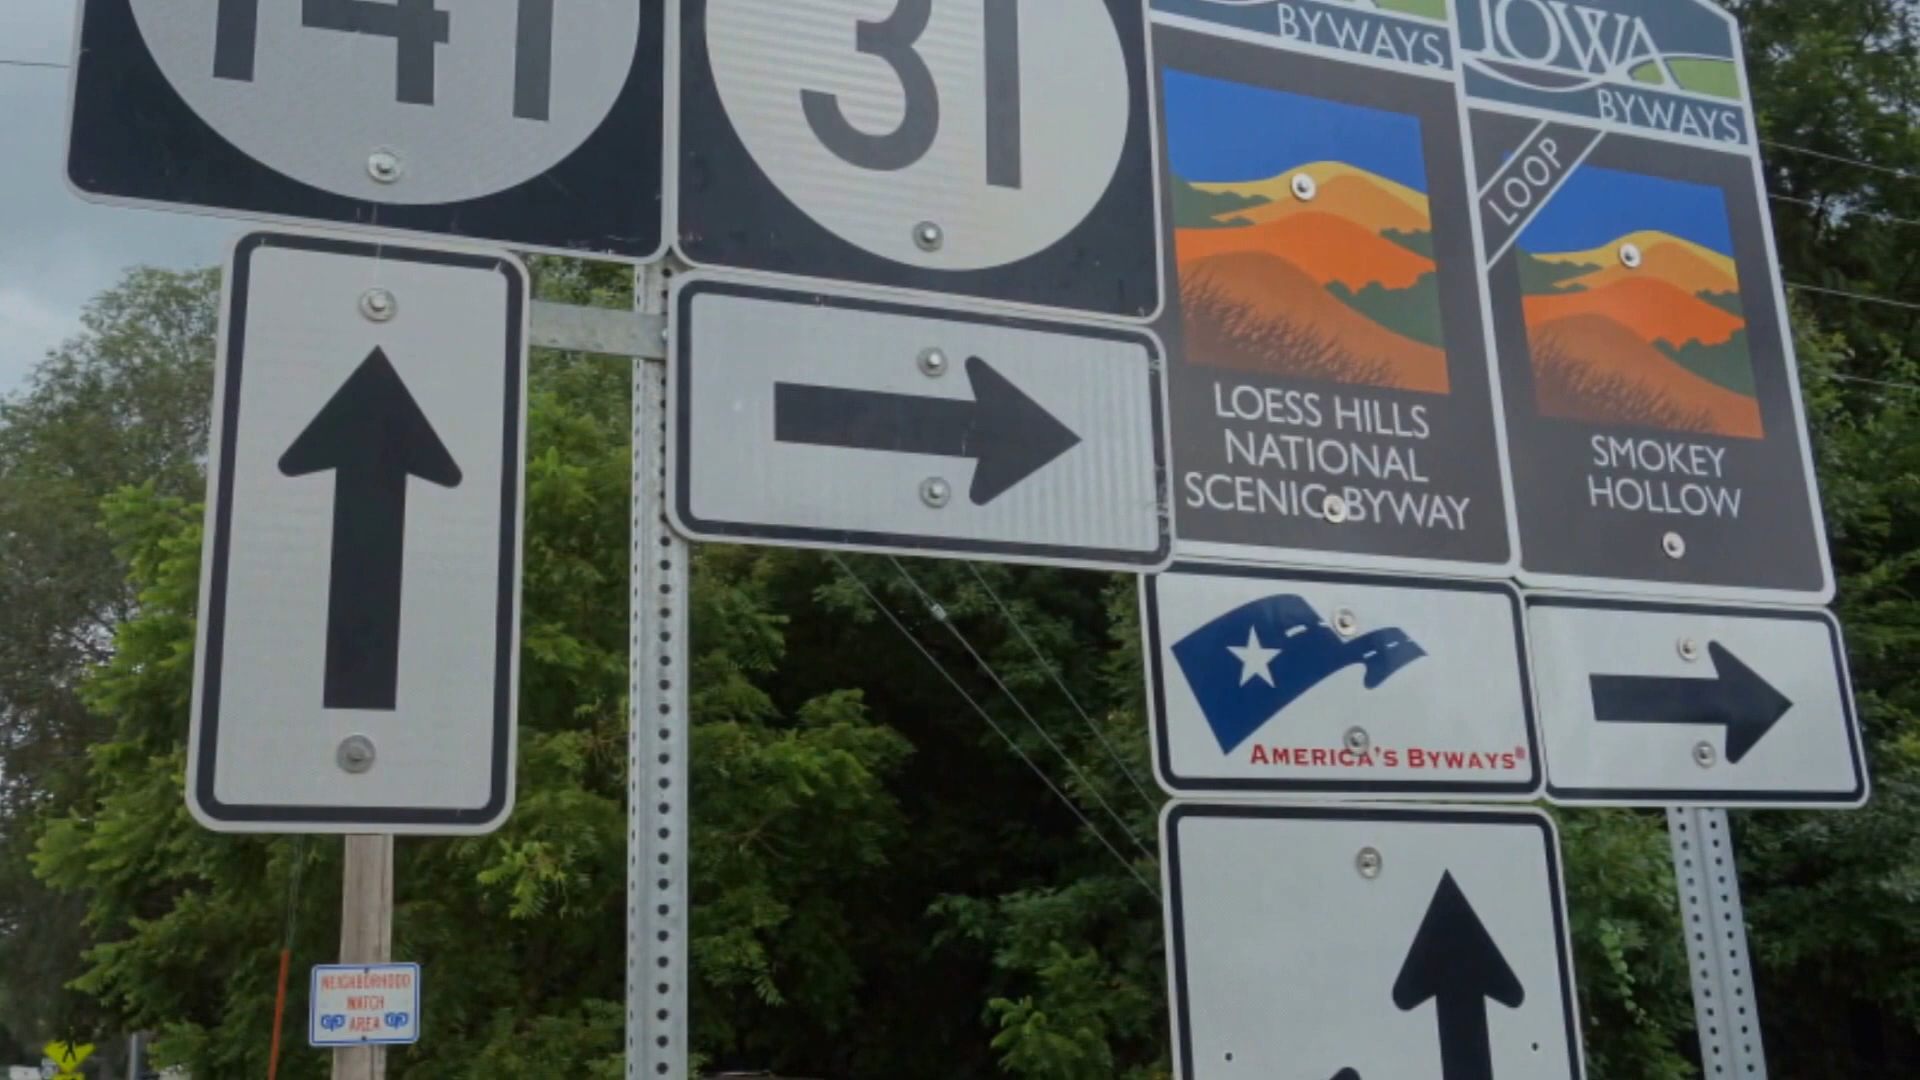 141
31
BYWAYS
LOESS HILLS
NATIONAL
SCENIC BYWAY
IOWA
BYWAYS
LOOP
SMOKEY
HOLLOW
AMERICA'S BYWAYS®
NEIGHBORHOOD
WATCH
AREA